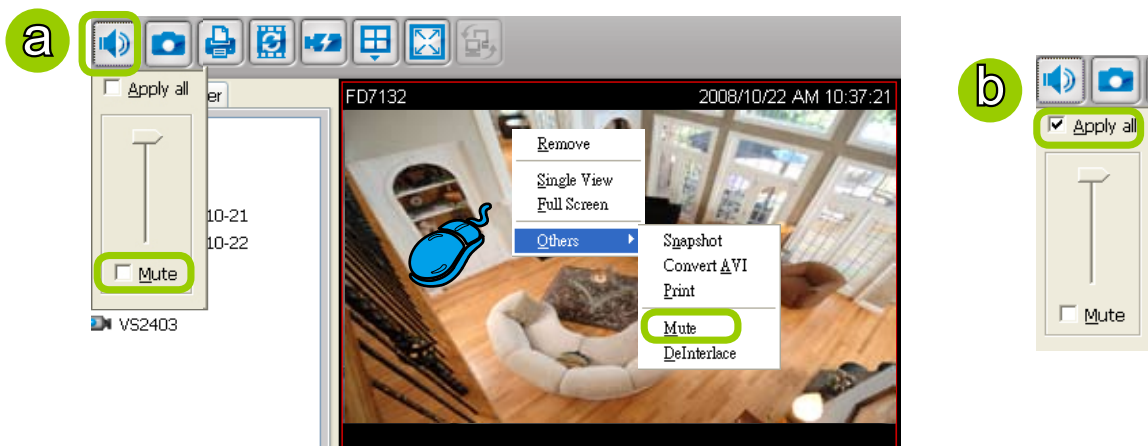 a
Apply all
er
10-21
10-22
Mute
VS2403
FD7132 2008/10/22 AM 10:37:21
Remove
Single View
Full Screen
Others
Snapshot
Convert AVI
Print
Mute
DeInterlace
b
Apply all
Mute